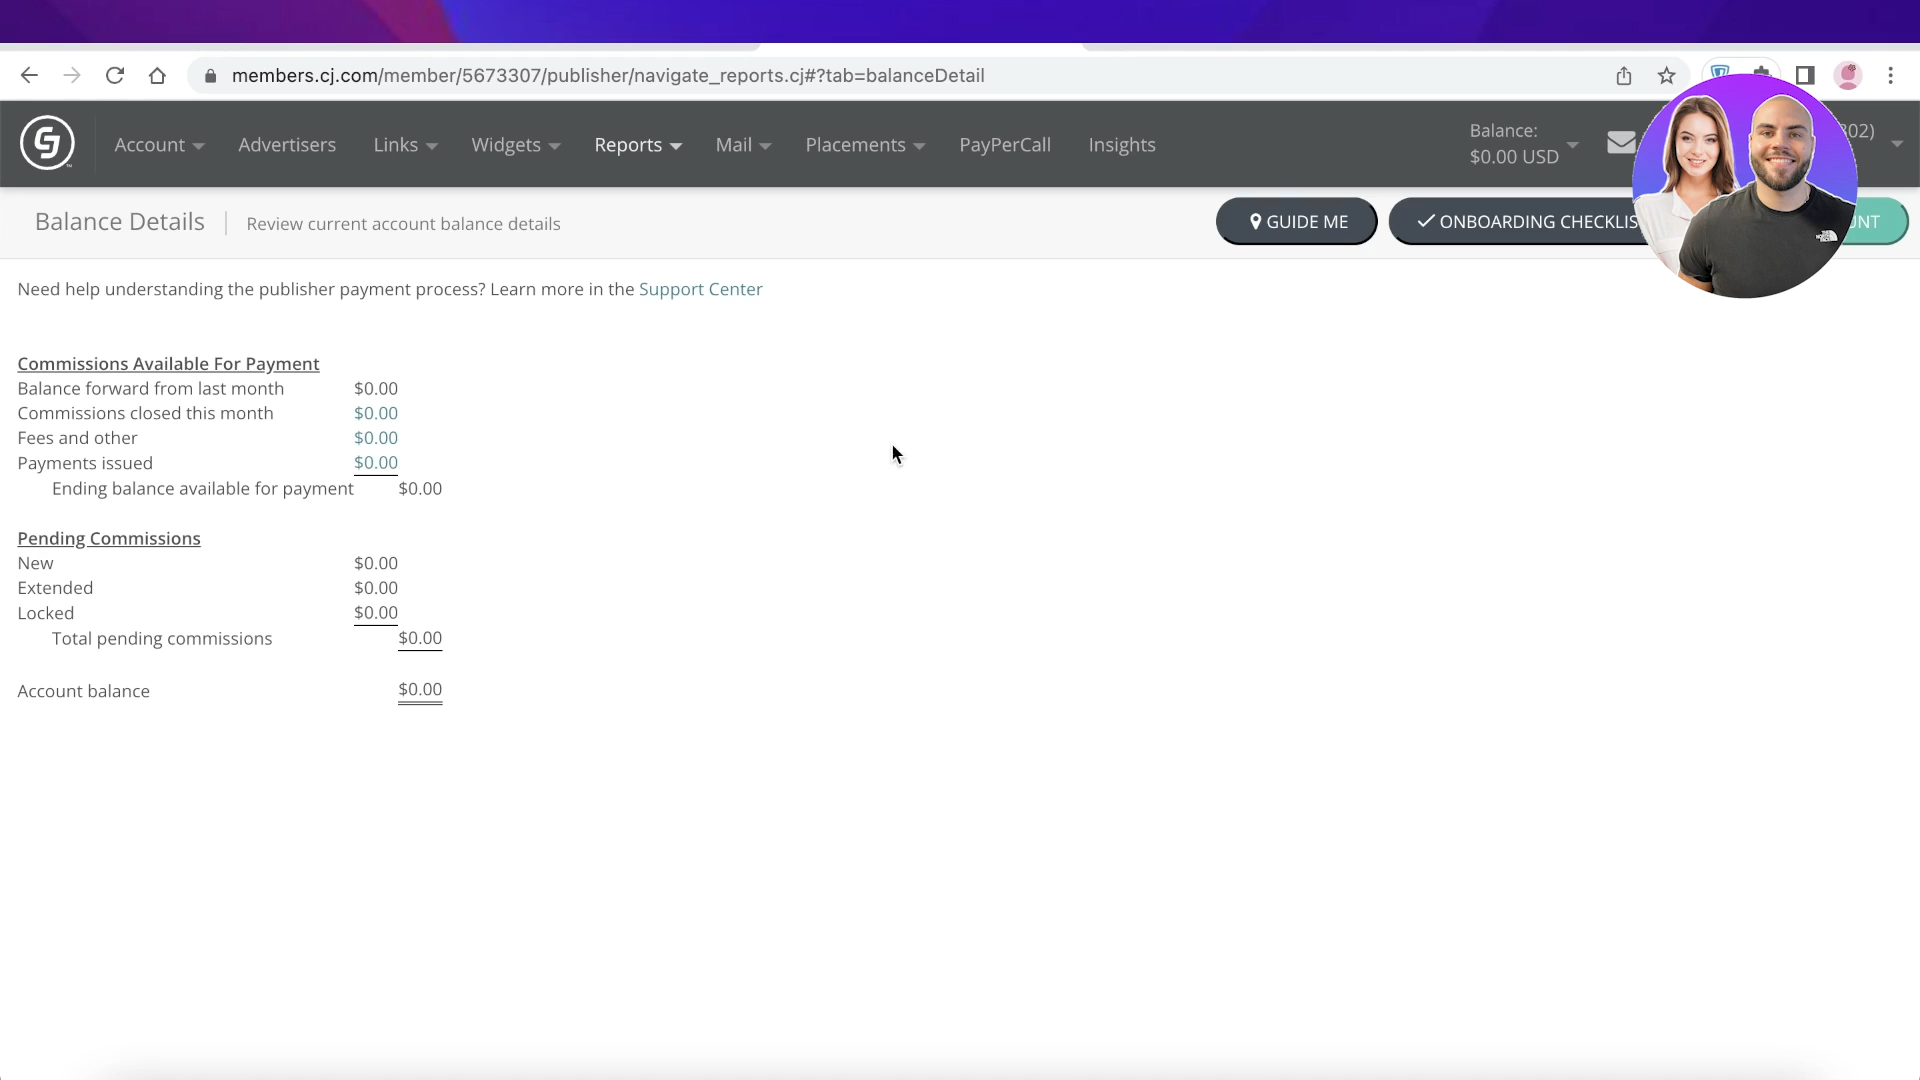 members.cj.com/member/5673307/publisher/navigate_reports.cj#?tab=balanceDetail
Account Advertisers Links Widgets Reports Mail Placements PayPerCall Insights
Balance:
$0.00 USD
302)
Balance Details | Review current account balance details
GUIDE ME
ONBOARDING CHECKLIS
UNT
Need help understanding the publisher payment process? Learn more in the Support Center
Commissions Available For Payment
Balance forward from last month $0.00
Commissions closed this month $0.00
Fees and other $0.00
Payments issued $0.00
Ending balance available for payment $0.00
Pending Commissions
New $0.00
Extended $0.00
Locked $0.00
Total pending commissions $0.00
Account balance $0.00